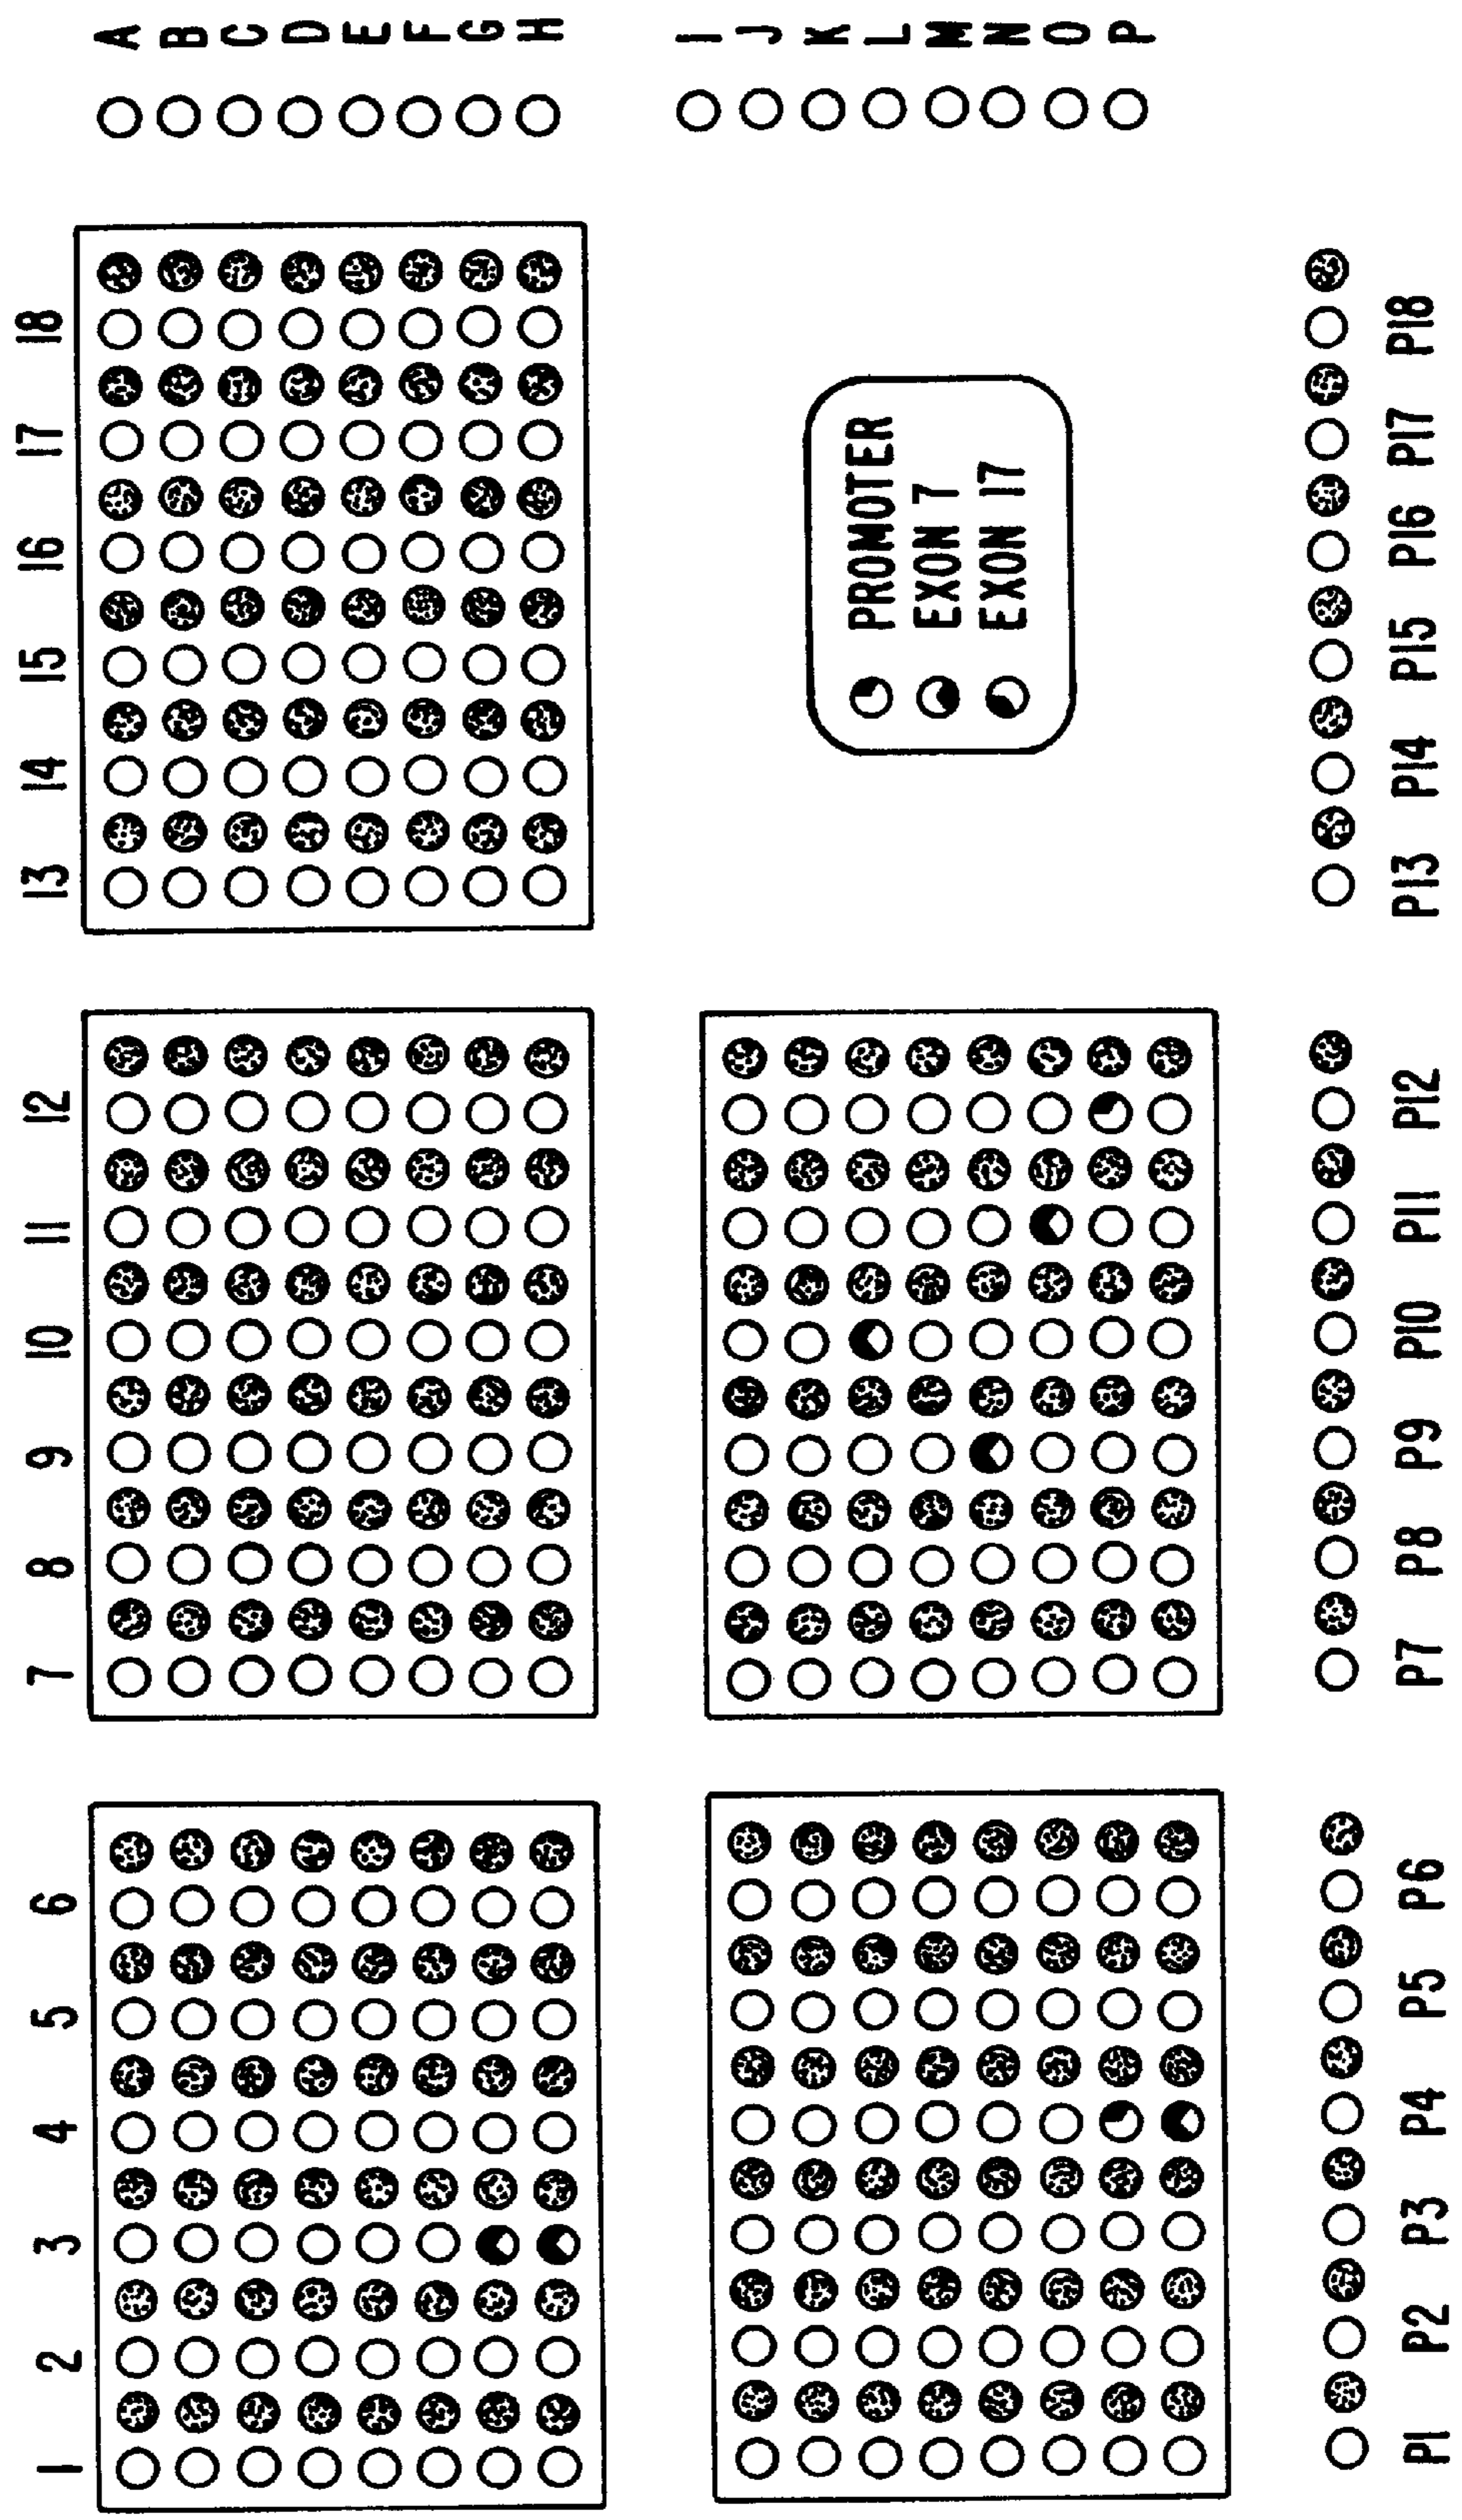 1 2 3 4 5 6 7 8 9 10 11 12 13 14 15 16 17 18
A
B
C
D
E
F
G
H
I
J
K
L
M
N
O
P
PROMOTER
EXON 7
EXON 17
P1 P2 P3 P4 P5 P6 P7 P8 P9 P10 P11 P12 P13 P14 P15 P16 P17 P18